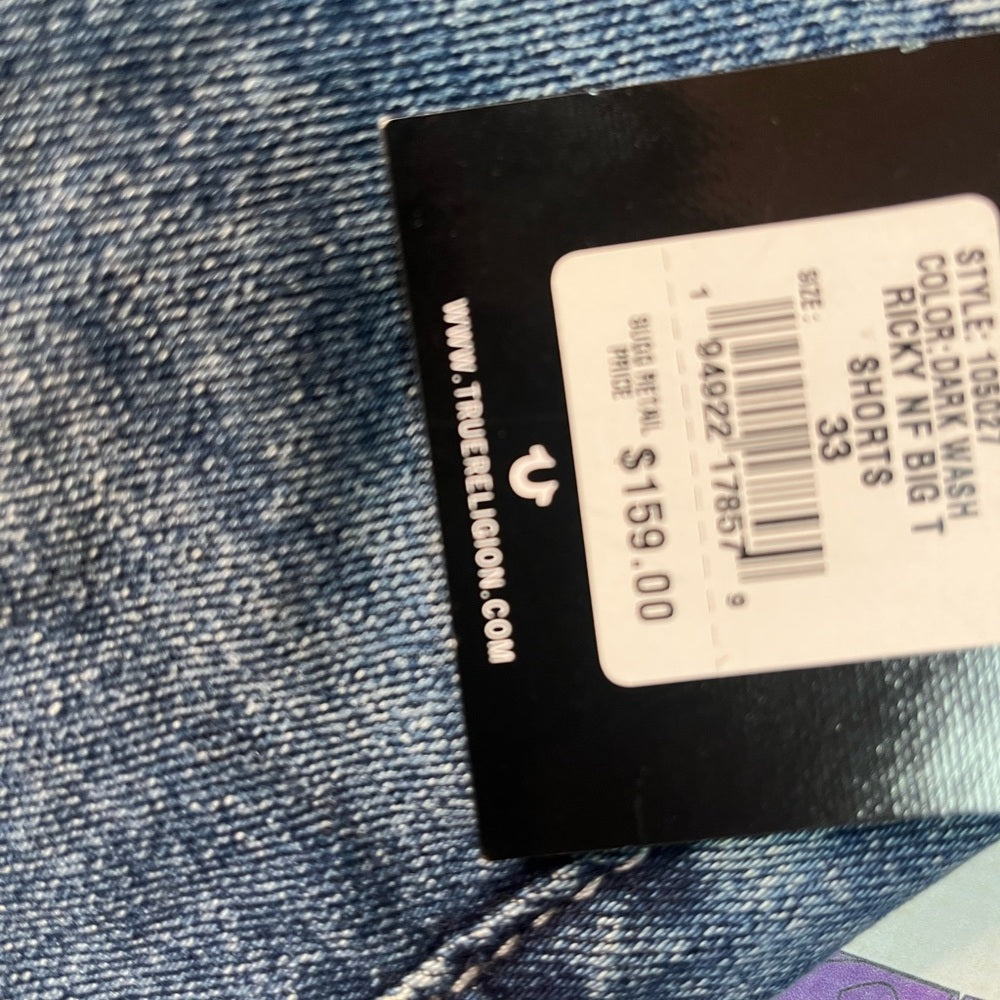 STYLE: 105027
COLOR:DARK WASH
RICKY NF BIG T
SHORTS
SIZE: 33
1 94922 17857 9
SUGG RETAIL PRICE $159.00
WWW.TRUERELIGION.COM